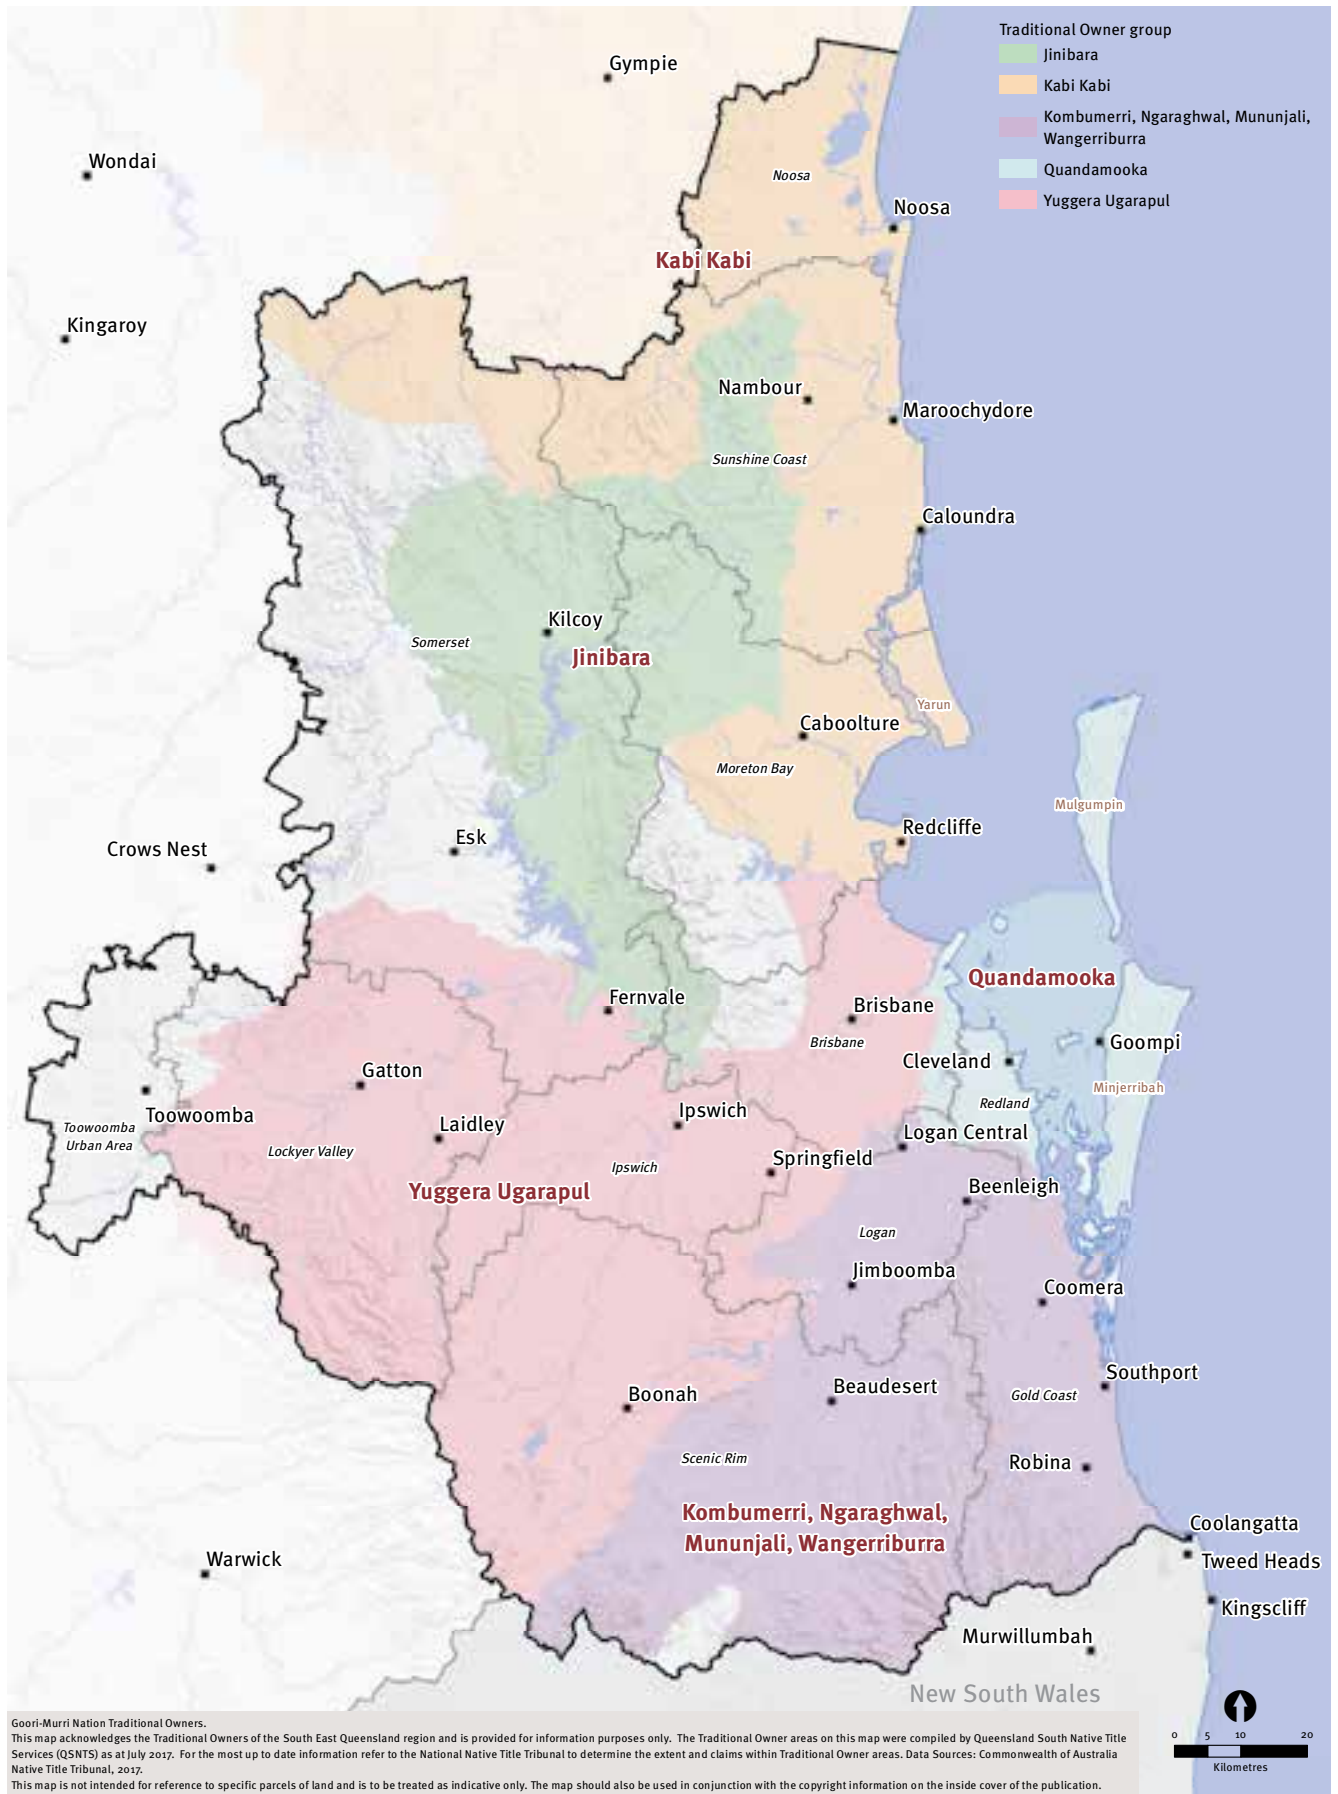 Traditional Owner group
Jinibara
Kabi Kabi
Kombumerri, Ngaraghwal, Mununjali,
Wangerriburra
Quandamooka
Yuggera Ugarapul
Gympie
Wondai
Noosa
Noosa
Kabi Kabi
Kingaroy
Nambour
Maroochydore
Sunshine Coast
Caloundra
Kilcoy
Somerset
Jinibara
Yarun
Caboolture
Moreton Bay
Mulgumpin
Redcliffe
Esk
Crows Nest
Quandamooka
Fernvale
Brisbane
Brisbane
Goompi
Cleveland
Gatton
Minjerribah
Redland
Toowoomba
Ipswich
Toowoomba
Urban Area
Laidley
Logan Central
Lockyer Valley
Springfield
Ipswich
Yuggera Ugarapul
Beenleigh
Logan
Jimboomba
Coomera
Southport
Beaudesert
Boonah
Gold Coast
Scenic Rim
Robina
Kombumerri, Ngaraghwal,
Mununjali, Wangerriburra
Coolangatta
Warwick
Tweed Heads
Kingscliff
Murwillumbah
New South Wales
Goori-Murri Nation Traditional Owners.
This map acknowledges the Traditional Owners of the South East Queensland region and is provided for information purposes only. The Traditional Owner areas on this map were compiled by Queensland South Native Title
Services (QSNTS) as at July 2017. For the most up to date information refer to the National Native Title Tribunal to determine the extent and claims within Traditional Owner areas. Data Sources: Commonwealth of Australia
Native Title Tribunal, 2017.
This map is not intended for reference to specific parcels of land and is to be treated as indicative only. The map should also be used in conjunction with the copyright information on the inside cover of the publication.
0 5 10 20
Kilometres